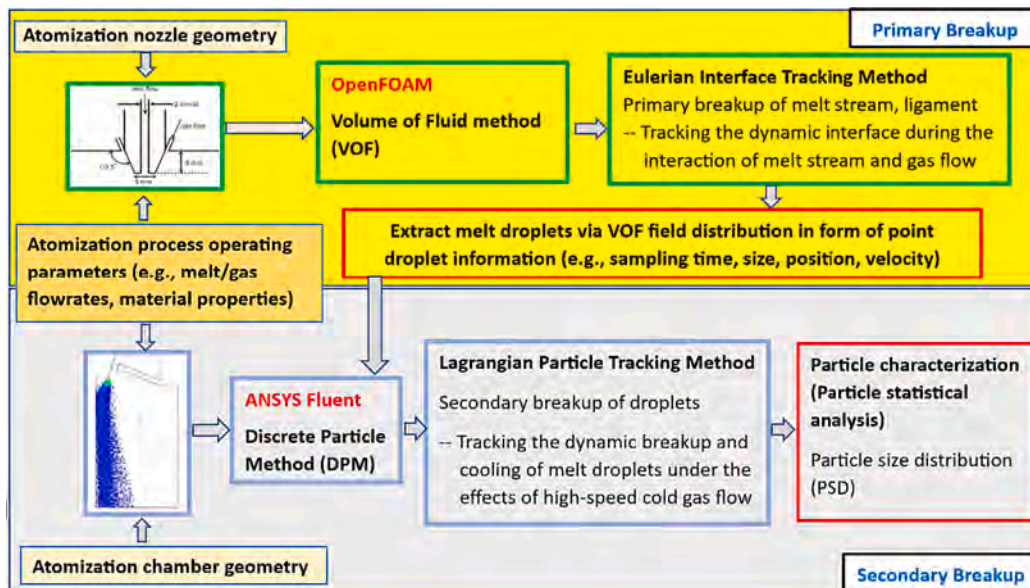 Primary Breakup
Atomization nozzle geometry
OpenFOAM
Volume of Fluid method
(VOF)
Eulerian Interface Tracking Method
Primary breakup of melt stream, ligament
-- Tracking the dynamic interface during the
interaction of melt stream and gas flow
Extract melt droplets via VOF field distribution in form of point
droplet information (e.g., sampling time, size, position, velocity)
Atomization process operating
parameters (e.g., melt/gas
flowrates, material properties)
ANSYS Fluent
Discrete Particle
Method (DPM)
Lagrangian Particle Tracking Method
Secondary breakup of droplets
-- Tracking the dynamic breakup and
cooling of melt droplets under the
effects of high-speed cold gas flow
Particle characterization
(Particle statistical
analysis)
Particle size distribution
(PSD)
Atomization chamber geometry
Secondary Breakup